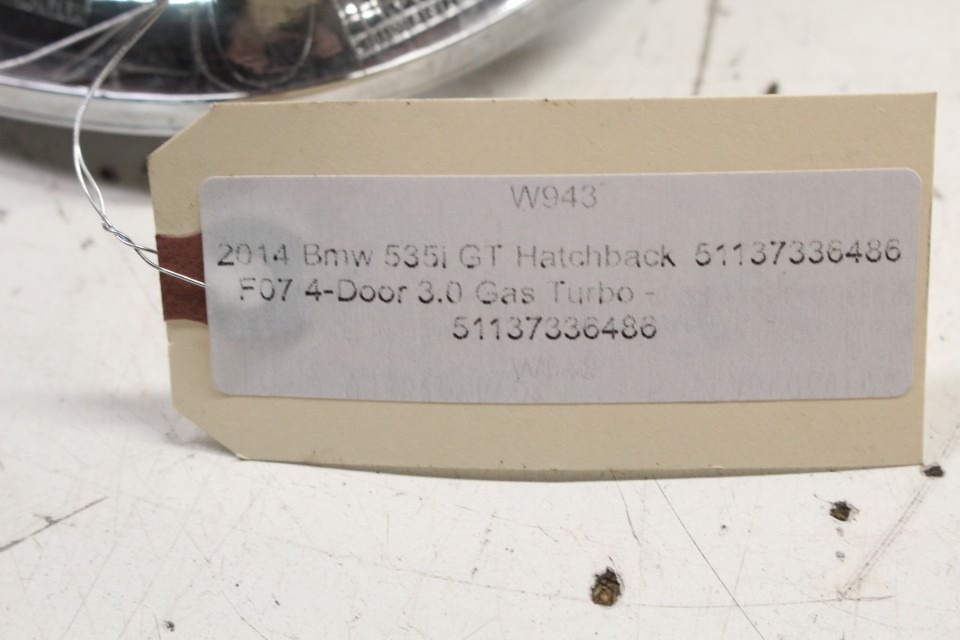 W943
2014 Bmw 535i GT Hatchback 51137336486
F07 4-Door 3.0 Gas Turbo -
51137336486